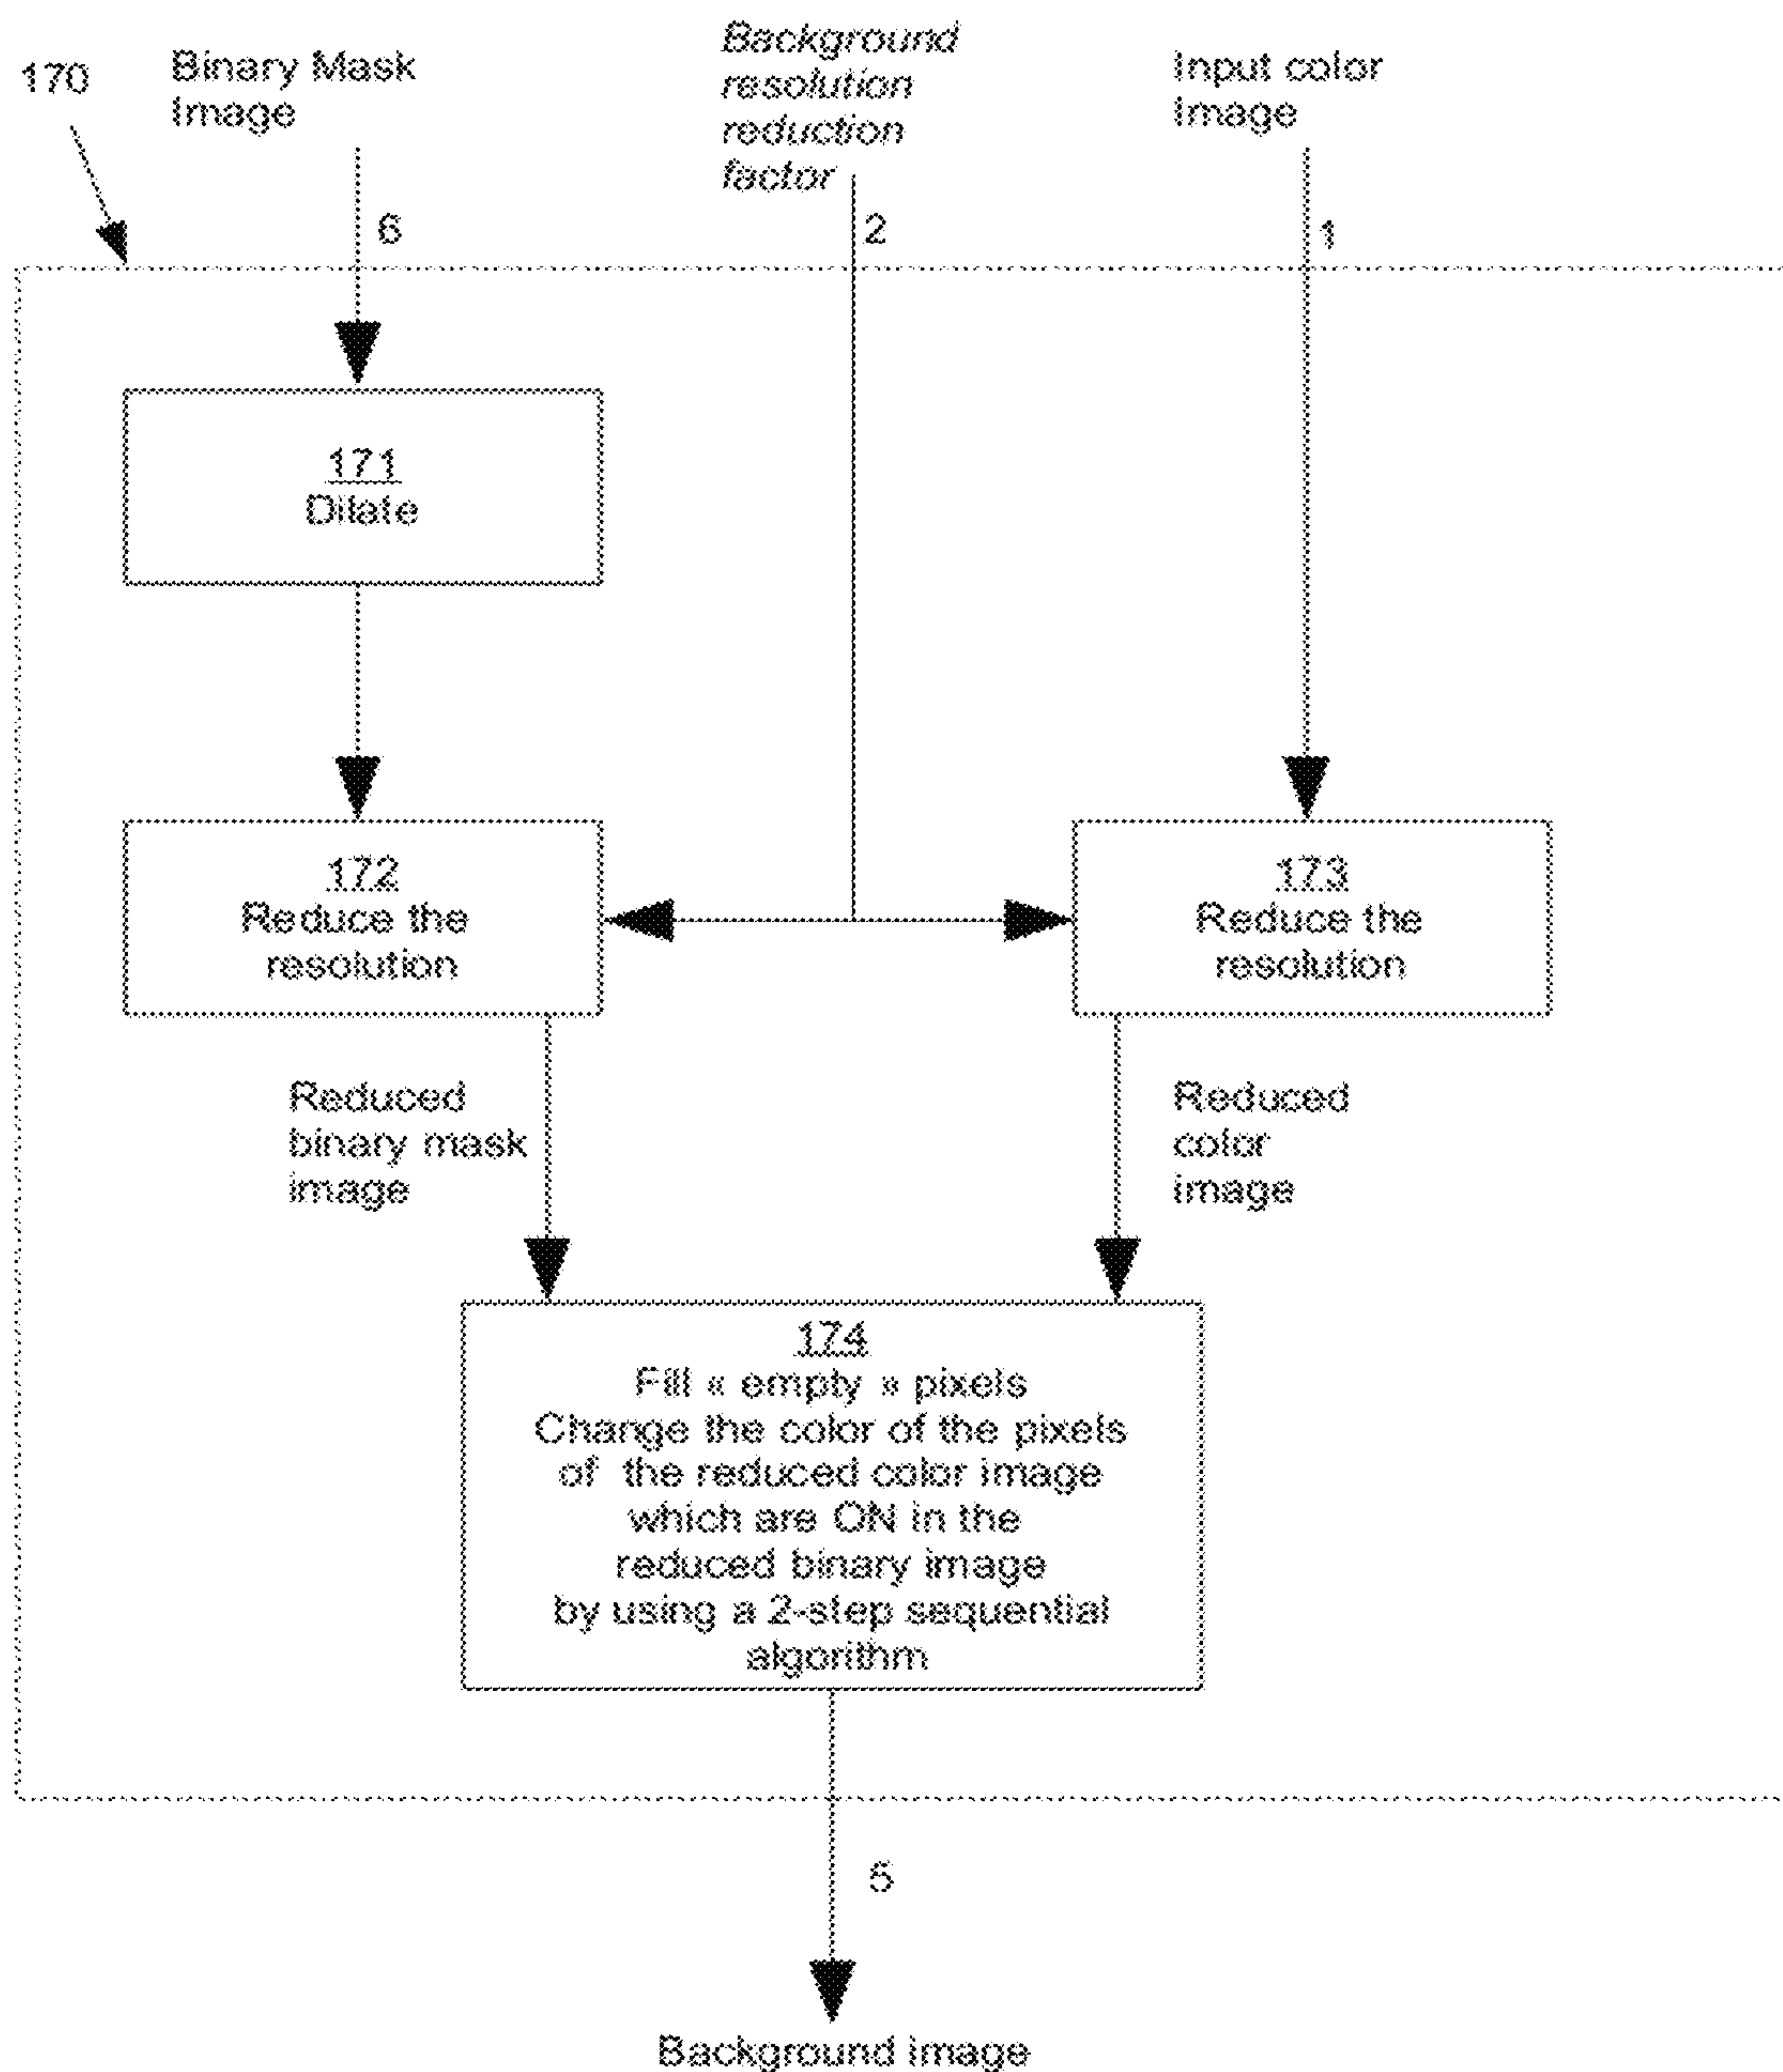 170
Binary Mask
Image
Background
resolution
reduction
factor
Input color
Image
6
2
1
171
Dilate
172
Reduce the
resolution
173
Reduce the
resolution
Reduced
binary mask
image
Reduced
color
image
174
Fill « empty » pixels
Change the color of the pixels
of the reduced color image
which are ON in the
reduced binary image
by using a 2-step sequential
algorithm
5
Background image